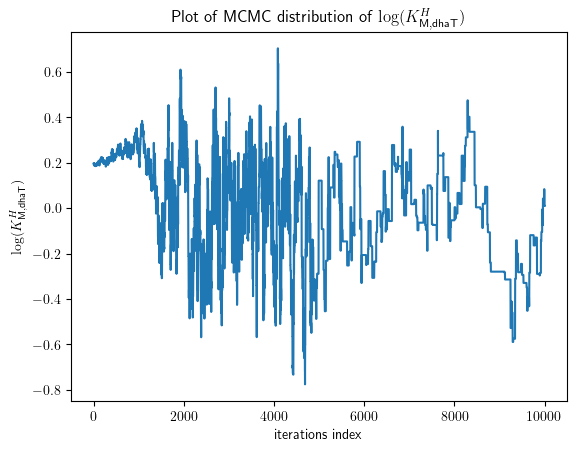 Plot of MCMC distribution of log(K^H_{M,dhaT})
0.6
0.4
0.2
0.0
−0.2
−0.4
−0.6
−0.8
log(K^H_{M,dhaT})
0 2000 4000 6000 8000 10000
iterations index